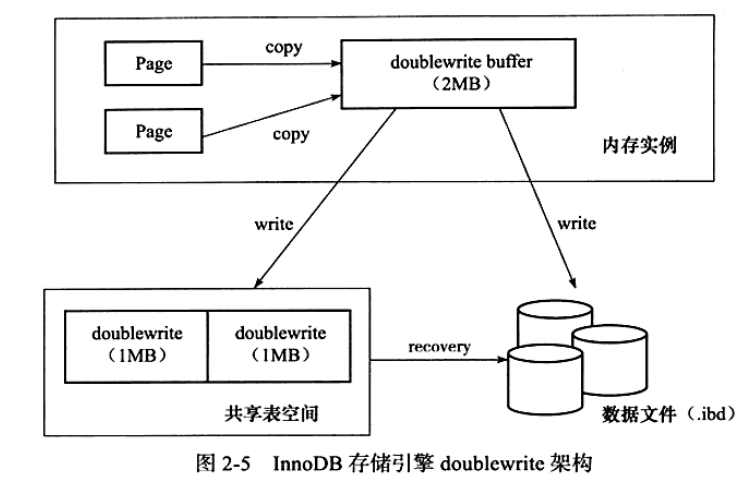 copy
Page
doublewrite buffer
（2MB）
Page
copy
内存实例
write
write
doublewrite
（1MB）
doublewrite
（1MB）
recovery
共享表空间
数据文件（.ibd）
图 2-5 InnoDB 存储引擎 doublewrite 架构